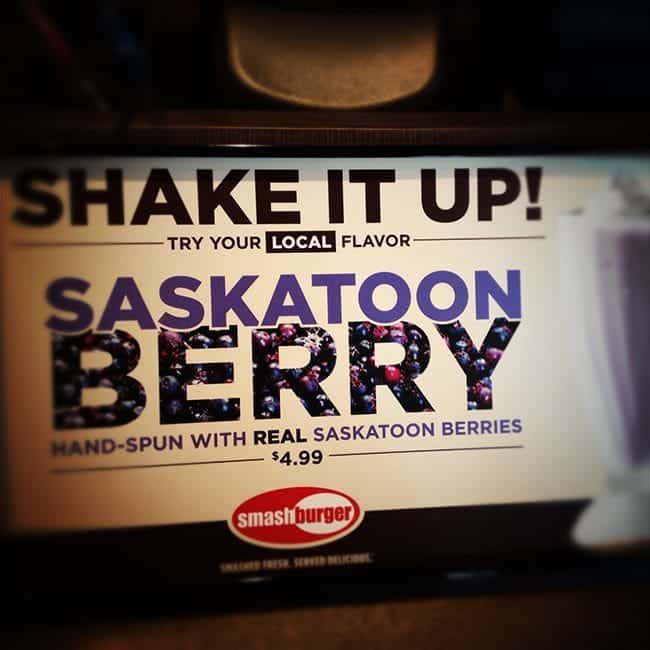 SHAKE IT UP!
TRY YOUR LOCAL FLAVOR
SASKATOON
BERRY
HAND-SPUN WITH REAL SASKATOON BERRIES
$4.99
smashburger
SMASHED FRESH. SERVED DELICIOUS.